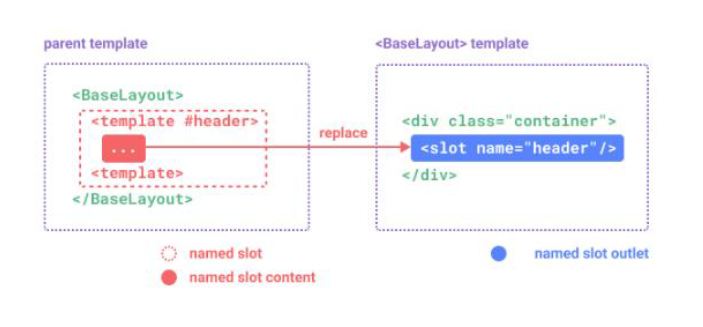 parent template
<BaseLayout>
<template #header>
...
<template>
</BaseLayout>
replace
<BaseLayout> template
<div class="container">
<slot name="header"/>
</div>
named slot
named slot content
named slot outlet